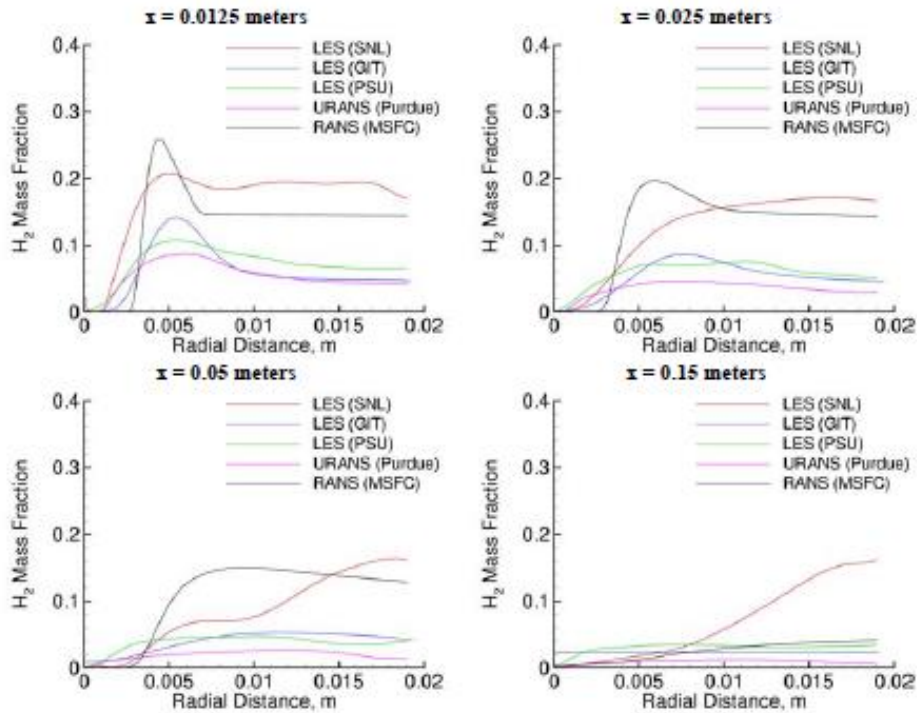 x = 0.0125 meters
0.4
0.3
0.2
0.1
0
H2 Mass Fraction
LES (SNL)
LES (GIT)
LES (PSU)
URANS (Purdue)
RANS (MSFC)
0 0.005 0.01 0.015 0.02
Radial Distance, m
x = 0.025 meters
0.4
0.3
0.2
0.1
0
H2 Mass Fraction
LES (SNL)
LES (GIT)
LES (PSU)
URANS (Purdue)
RANS (MSFC)
0 0.005 0.01 0.015 0.02
Radial Distance, m
x = 0.05 meters
0.4
0.3
0.2
0.1
0
H2 Mass Fraction
LES (SNL)
LES (GIT)
LES (PSU)
URANS (Purdue)
RANS (MSFC)
0 0.005 0.01 0.015 0.02
Radial Distance, m
x = 0.15 meters
0.4
0.3
0.2
0.1
0
H2 Mass Fraction
LES (SNL)
LES (GIT)
LES (PSU)
URANS (Purdue)
RANS (MSFC)
0 0.005 0.01 0.015 0.02
Radial Distance, m